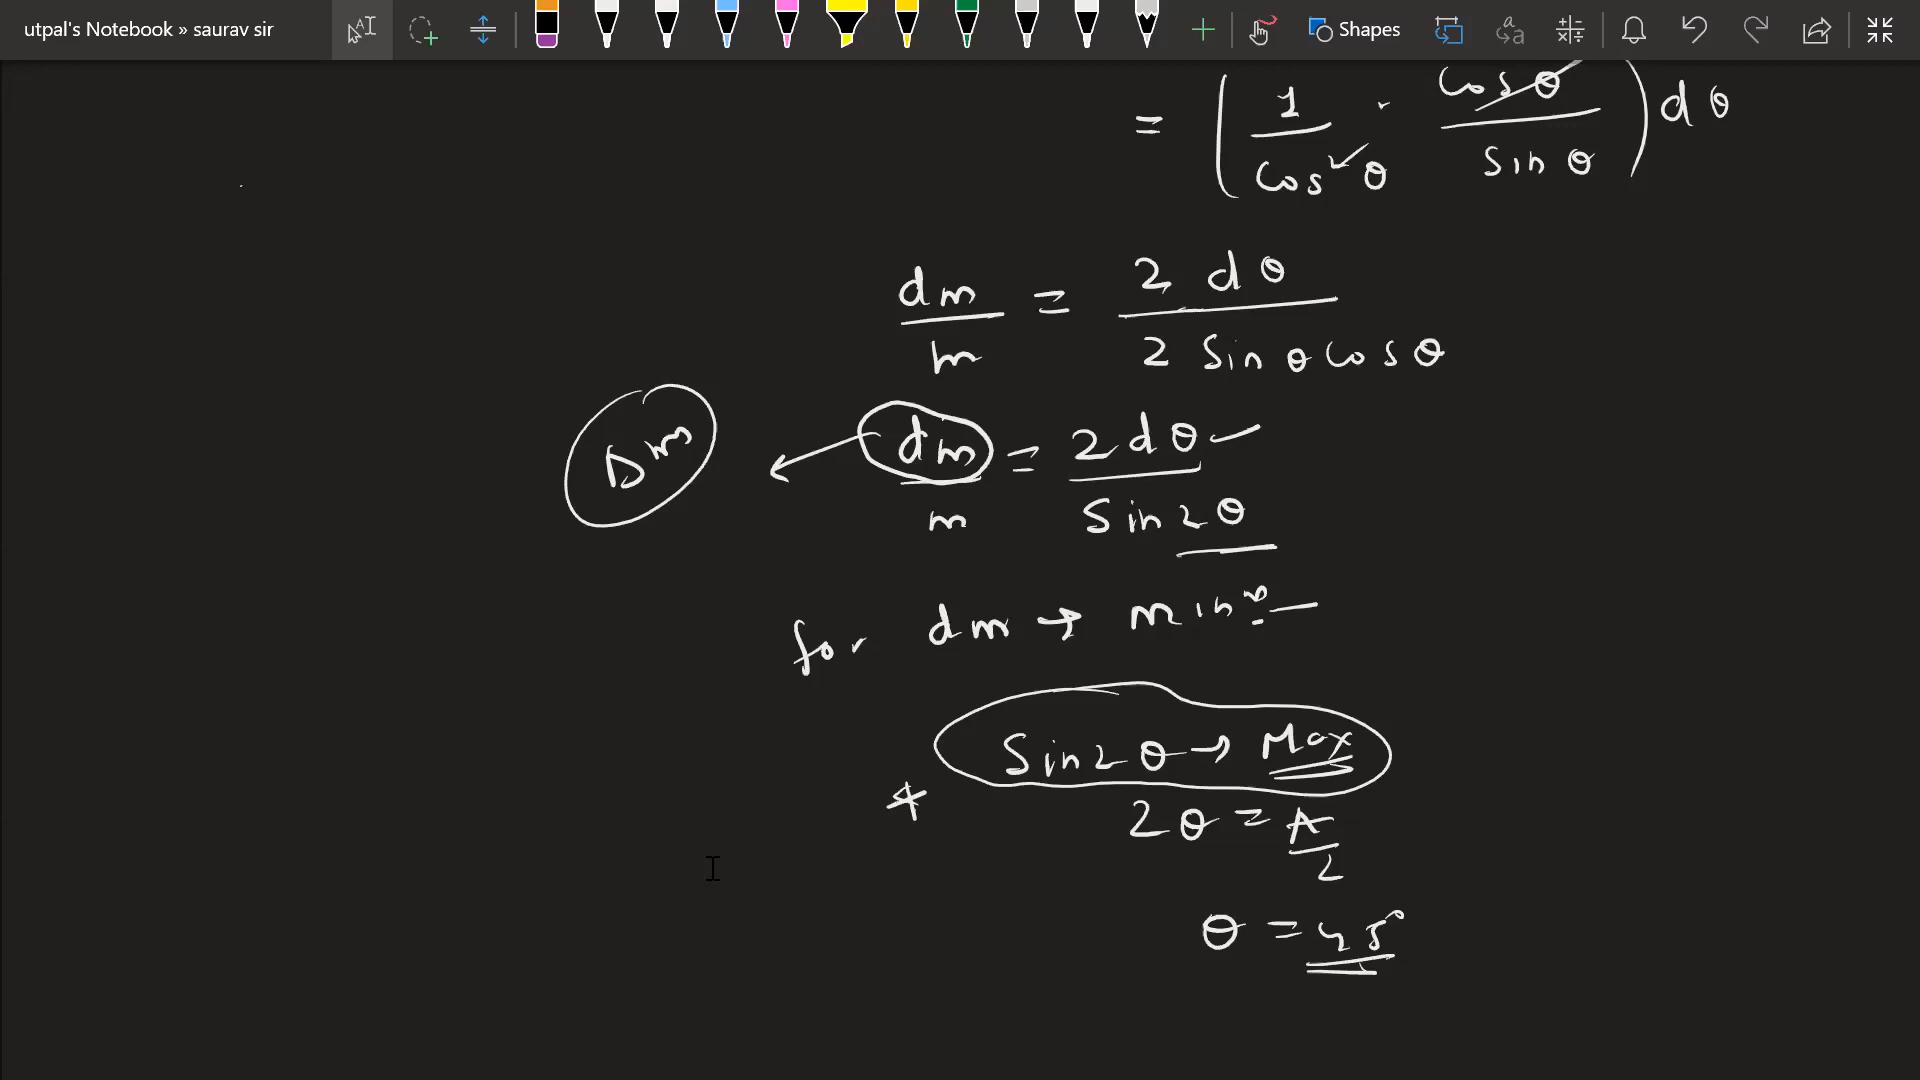 utpal's Notebook » saurav sir
Shapes
= (1/cos²θ · cosθ/sinθ) dθ
dm/m = 2 dθ/2 sinθ cosθ
Dm ← dm/m = 2dθ/sin2θ
for dm → min
* sin2θ → Max
2θ = π/2
θ = 45°